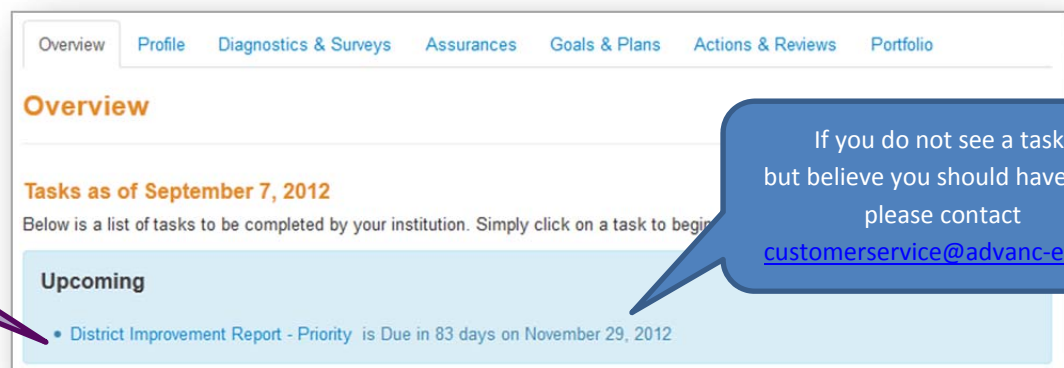 Overview Profile Diagnostics & Surveys Assurances Goals & Plans Actions & Reviews Portfolio
Overview
If you do not see a task
but believe you should have
please contact
customerservice@advanc-e
Tasks as of September 7, 2012
Below is a list of tasks to be completed by your institution. Simply click on a task to begin
Upcoming
• District Improvement Report - Priority is Due in 83 days on November 29, 2012